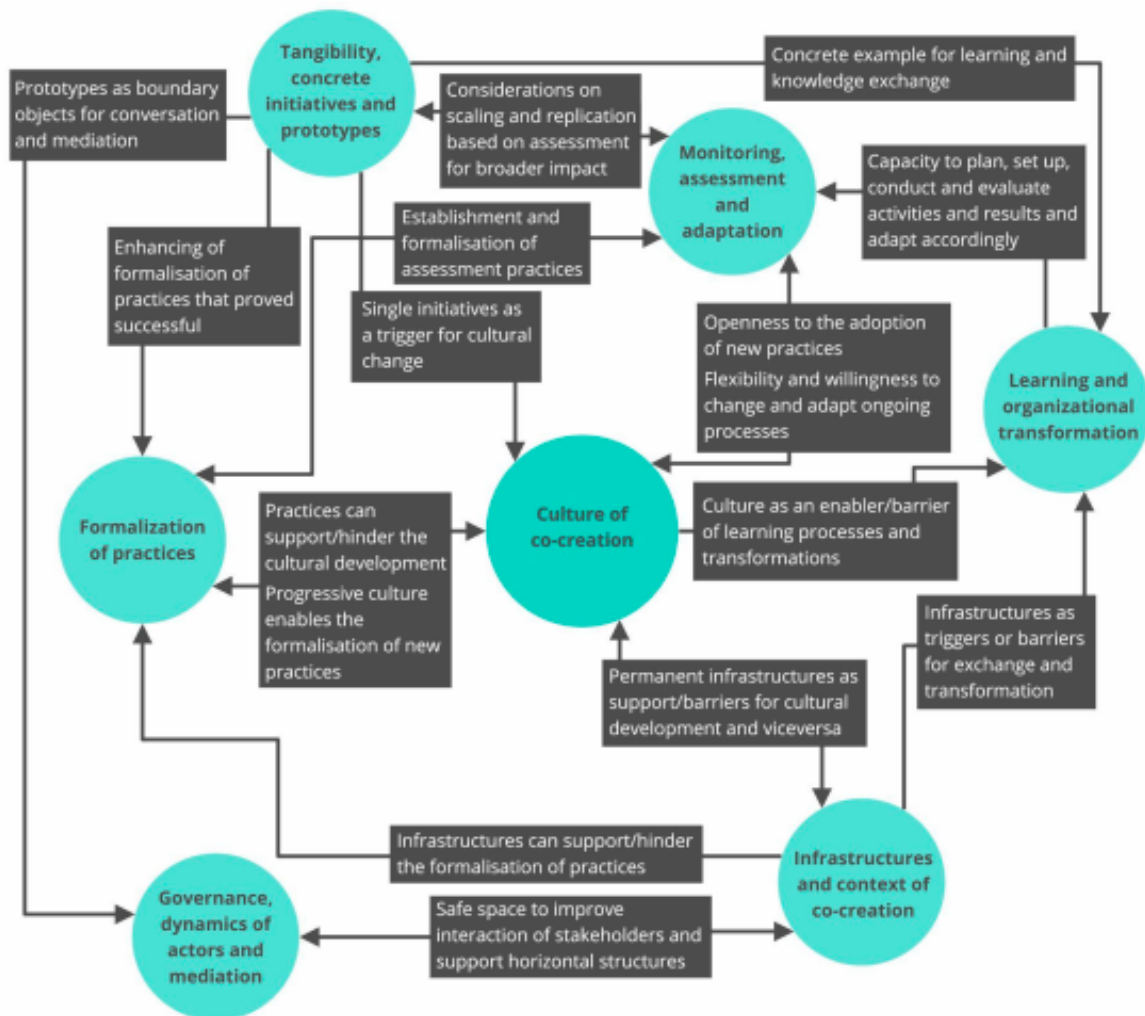 Tangibility,
concrete
initiatives and
prototypes
Concrete example for learning and
knowledge exchange
Prototypes as boundary
objects for conversation
and mediation
Considerations on
scaling and replication
based on assessment
for broader impact
Monitoring,
assessment
and
adaptation
Capacity to plan, set up,
conduct and evaluate
activities and results and
adapt accordingly
Establishment and
formalisation of
assessment practices
Enhancing of
formalisation of
practices that proved
successful
Single initiatives as
a trigger for cultural
change
Openness to the adoption
of new practices
Flexibility and willingness to
change and adapt ongoing
processes
Learning and
organizational
transformation
Formalization
of practices
Practices can
support/hinder the
cultural development
Progressive culture
enables the
formalisation of new
practices
Culture of
co-creation
Culture as an enabler/barrier
of learning processes and
transformations
Infrastructures as
triggers or barriers
for exchange and
transformation
Permanent infrastructures as
support/barriers for cultural
development and viceversa
Infrastructures can support/hinder
the formalisation of practices
Infrastructures
and context of
co-creation
Governance,
dynamics of
actors and
mediation
Safe space to improve
interaction of stakeholders and
support horizontal structures